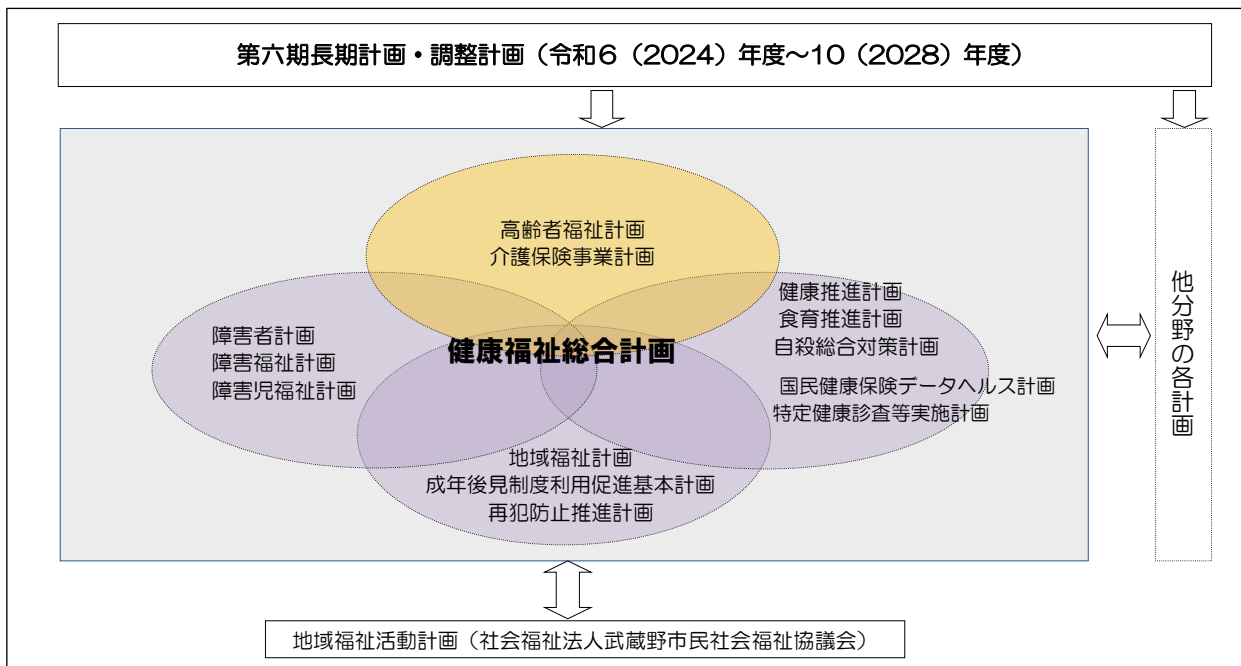 第六期長期計画・調整計画（令和6（2024）年度～10（2028）年度）
高齢者福祉計画
介護保険事業計画
障害者計画
障害福祉計画
障害児福祉計画
健康福祉総合計画
健康推進計画
食育推進計画
自殺総合対策計画
国民健康保険データヘルス計画
特定健康診査等実施計画
地域福祉計画
成年後見制度利用促進基本計画
再犯防止推進計画
他分野の各計画
地域福祉活動計画（社会福祉法人武蔵野市民社会福祉協議会）